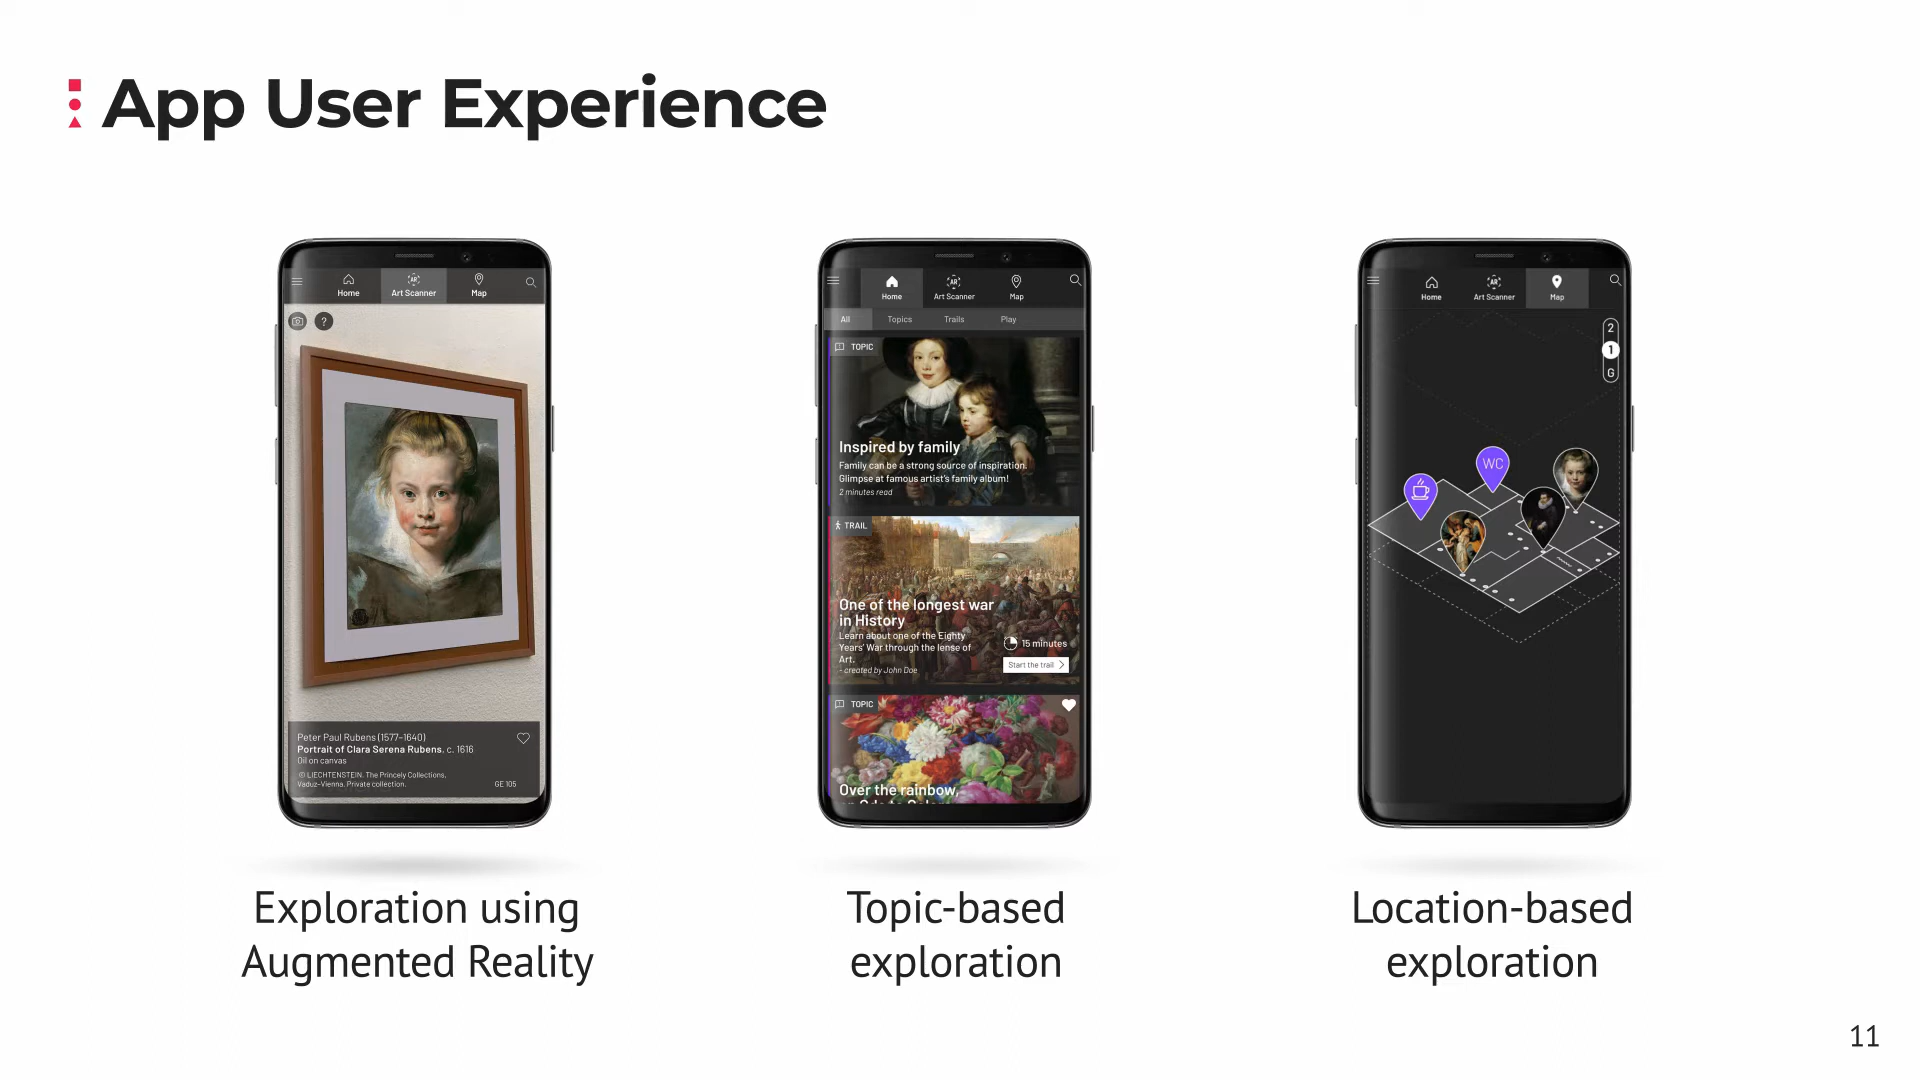 App User Experience
Home
AR
Art Scanner
Map
?
Peter Paul Rubens (1577–1640)
Portrait of Clara Serena Rubens, c. 1616
Oil on canvas
© LIECHTENSTEIN. The Princely Collections,
Vaduz–Vienna. Private collection.
GE 105
Exploration using
Augmented Reality
Home
AR
Art Scanner
Map
All
Topics
Trails
Play
TOPIC
Inspired by family
Family can be a strong source of inspiration.
Glimpse at famous artist's family album!
2 minutes read
TRAIL
One of the longest war
in History
Learn about one of the Eighty
Years' War through the lense of
Art.
- created by John Doe
15 minutes
Start the trail
TOPIC
Over the rainbow,
Topic-based
exploration
Home
AR
Art Scanner
Map
2
1
G
WC
Location-based
exploration
11